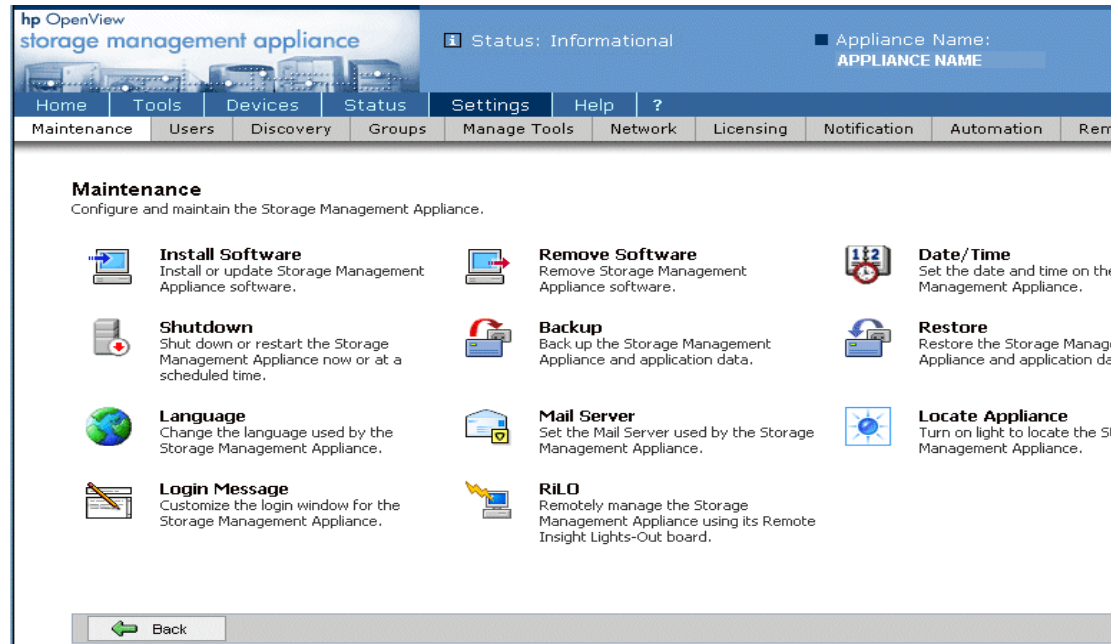 hp OpenView
storage management appliance
Status: Informational
Appliance Name:
APPLIANCE NAME
Home Tools Devices Status Settings Help ?
Maintenance Users Discovery Groups Manage Tools Network Licensing Notification Automation Rem
Maintenance
Configure and maintain the Storage Management Appliance.
Install Software
Install or update Storage Management
Appliance software.
Remove Software
Remove Storage Management
Appliance software.
Date/Time
Set the date and time on the
Management Appliance.
Shutdown
Shut down or restart the Storage
Management Appliance now or at a
scheduled time.
Backup
Back up the Storage Management
Appliance and application data.
Restore
Restore the Storage Manag
Appliance and application da
Language
Change the language used by the
Storage Management Appliance.
Mail Server
Set the Mail Server used by the Storage
Management Appliance.
Locate Appliance
Turn on light to locate the S
Management Appliance.
Login Message
Customize the login window for the
Storage Management Appliance.
RiLO
Remotely manage the Storage
Management Appliance using its Remote
Insight Lights-Out board.
Back